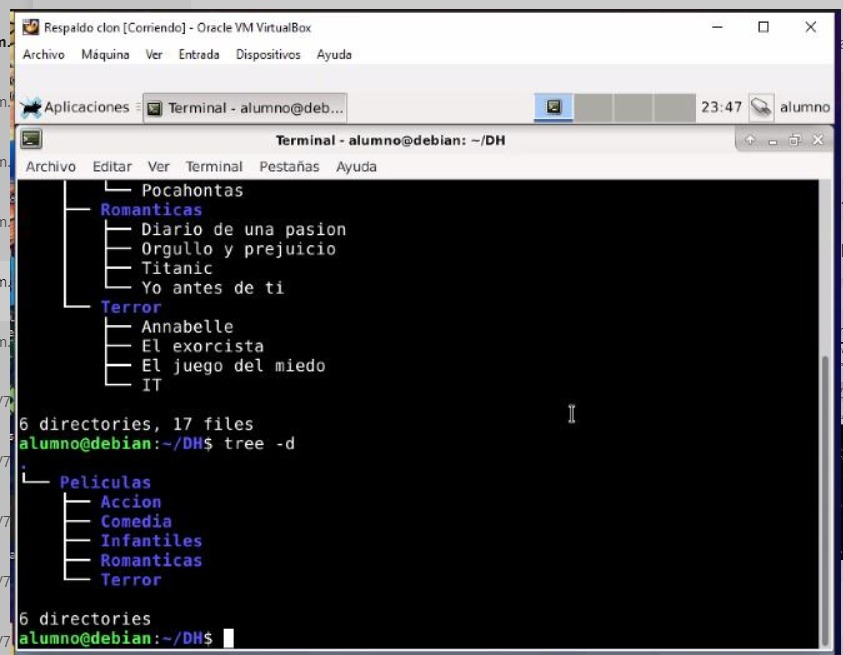 Respaldo clon [Corriendo] - Oracle VM VirtualBox
Archivo Máquina Ver Entrada Dispositivos Ayuda
Aplicaciones Terminal - alumno@deb... 23:47 alumno
Terminal - alumno@debian: ~/DH
Archivo Editar Ver Terminal Pestañas Ayuda
│ └── Pocahontas
├── Romanticas
│ ├── Diario de una pasion
│ ├── Orgullo y prejuicio
│ ├── Titanic
│ └── Yo antes de ti
└── Terror
├── Annabelle
├── El exorcista
├── El juego del miedo
└── IT
6 directories, 17 files
alumno@debian:~/DH$ tree -d
.
└── Peliculas
├── Accion
├── Comedia
├── Infantiles
├── Romanticas
└── Terror
6 directories
alumno@debian:~/DH$